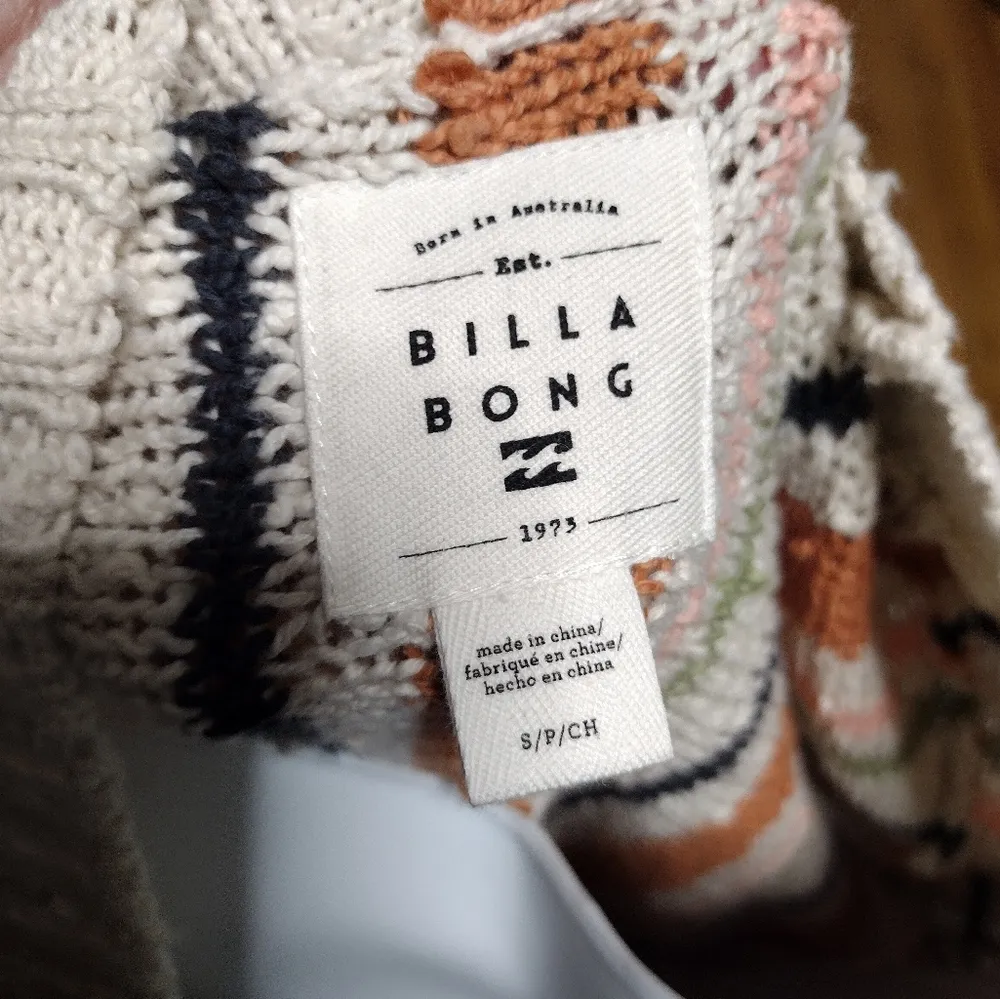 Born in Australia
Est.
BILLA
BONG
1973
made in china/
fabriqué en chine/
hecho en china
S/P/CH